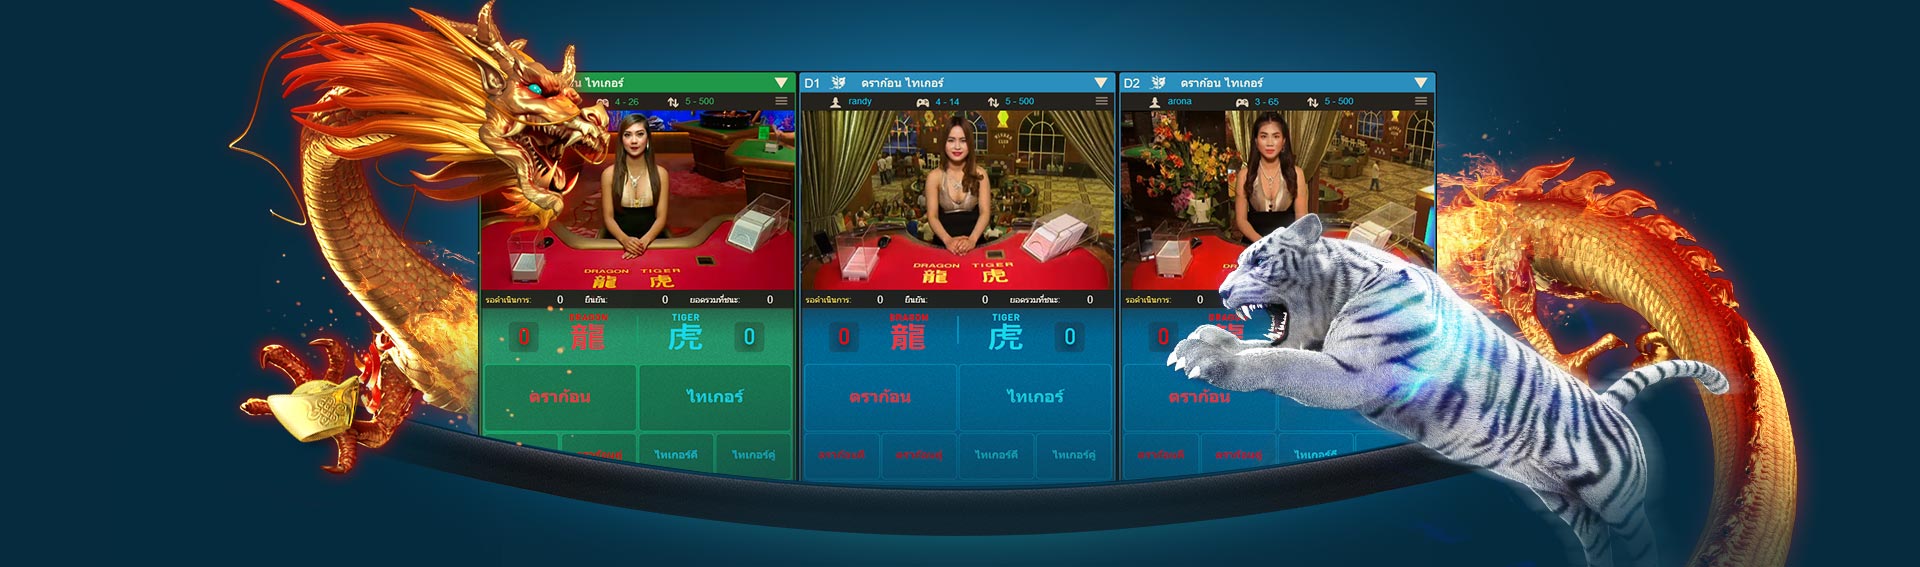 น ไทเกอร์
4 - 26 5 - 500
DRAGON TIGER
龍 虎
รอดำเนินการ: 0 ยืนยัน: 0 ยอดรวมที่ชนะ: 0
DRAGON TIGER
0 龍 虎 0
ดราก้อน ไทเกอร์
ไทเกอร์คี่ ไทเกอร์คู่
D1 ดราก้อน ไทเกอร์
randy 4 - 14 5 - 500
DRAGON TIGER
龍 虎
รอดำเนินการ: 0 ยืนยัน: 0 ยอดรวมที่ชนะ: 0
DRAGON TIGER
0 龍 虎 0
ดราก้อน ไทเกอร์
ดราก้อนคี่ ดราก้อนคู่ ไทเกอร์คี่ ไทเกอร์คู่
D2 ดราก้อน ไทเกอร์
arona 3 - 65 5 - 500
รอดำเนินการ: 0
0
ดราก้อน
ดราก้อนคี่ ดราก้อนคู่ ไทเกอร์คี่